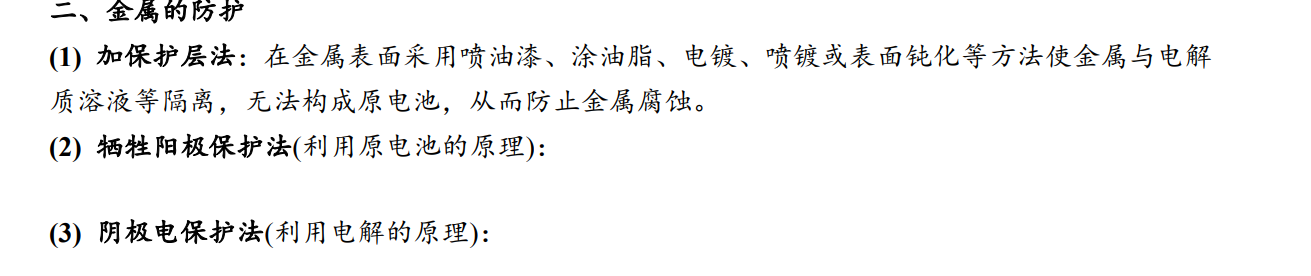 二、金属的防护
(1) 加保护层法：在金属表面采用喷油漆、涂油脂、电镀、喷镀或表面钝化等方法使金属与电解
质溶液等隔离，无法构成原电池，从而防止金属腐蚀。
(2) 牺牲阳极保护法(利用原电池的原理)：
(3) 阴极电保护法(利用电解的原理)：